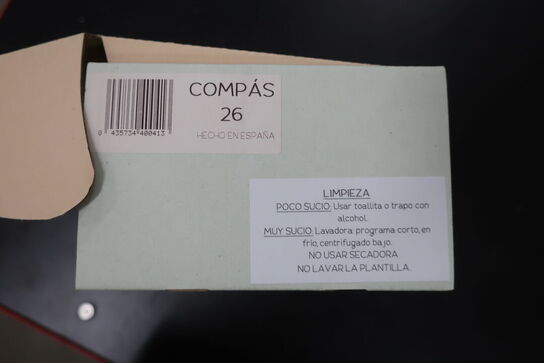 COMPÁS
26
HECHO EN ESPAÑA
0 435734 400413
LIMPIEZA
POCO SUCIO: Usar toallita o trapo con
alcohol.
MUY SUCIO: Lavadora programa corto, en
frío, centrifugado bajo.
NO USAR SECADORA
NO LAVAR LA PLANTILLA.